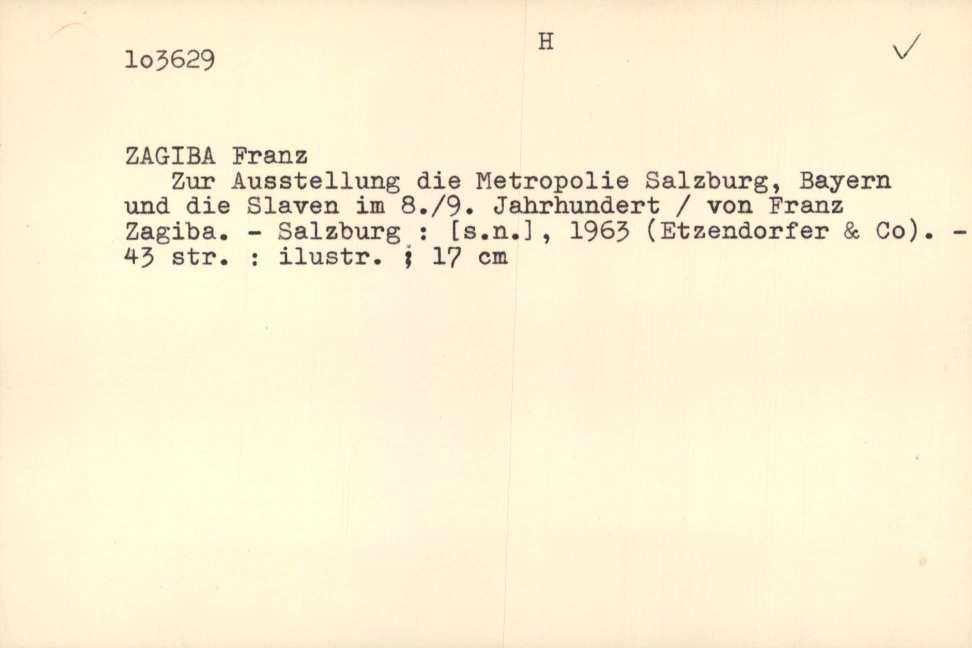 H
lo3629
ZAGIBA Franz
Zur Ausstellung die Metropolie Salzburg, Bayern
und die Slaven im 8./9. Jahrhundert / von Franz
Zagiba. - Salzburg : [s.n.], 1963 (Etzendorfer & Co). -
43 str. : ilustr. ; 17 cm